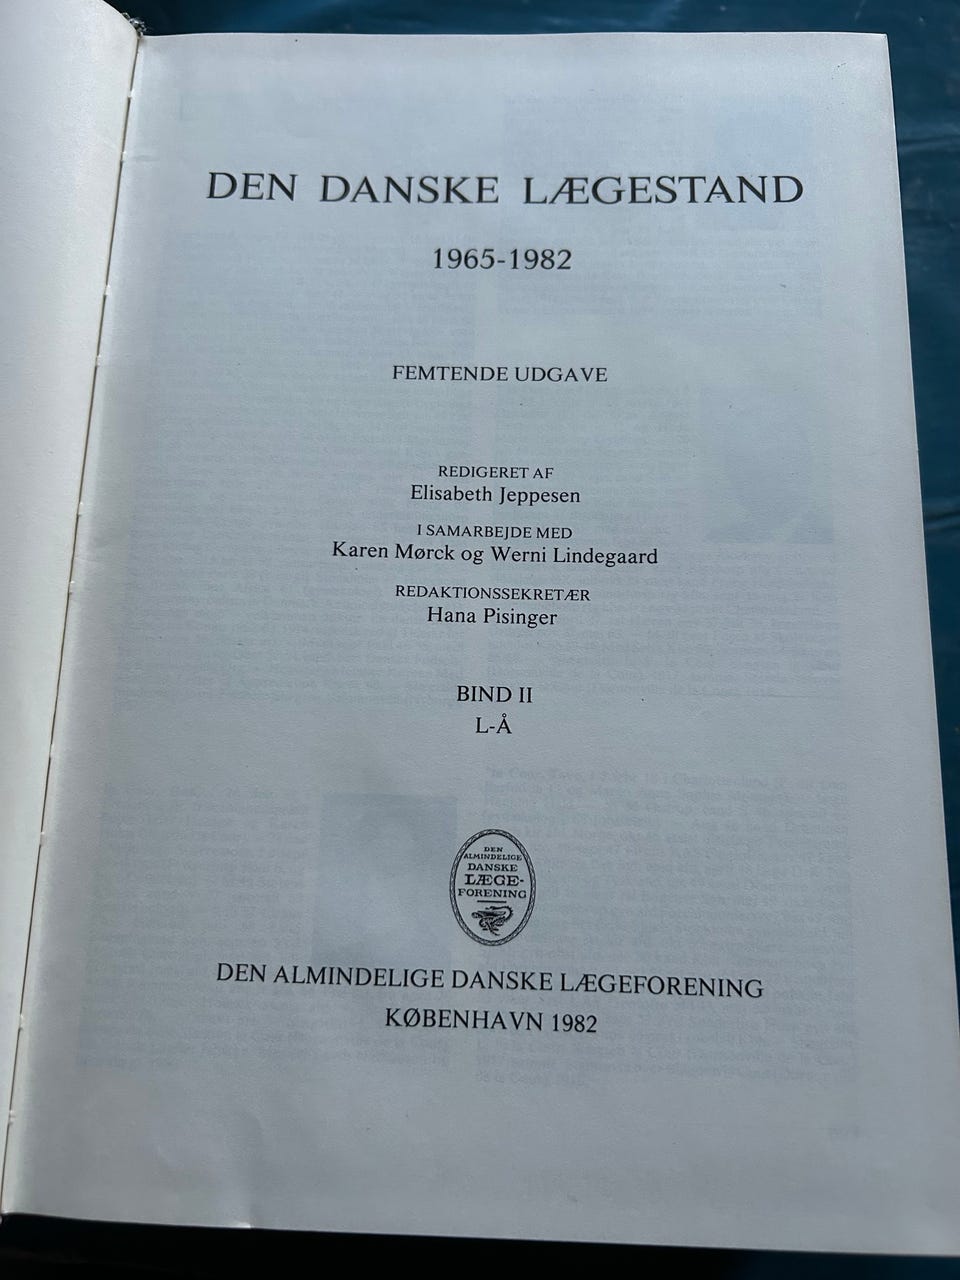 DEN DANSKE LÆGESTAND
1965-1982
FEMTENDE UDGAVE
REDIGERET AF
Elisabeth Jeppesen
I SAMARBEJDE MED
Karen Mørck og Werni Lindegaard
REDAKTIONSSEKRETÆR
Hana Pisinger
BIND II
L-Å
DEN
ALMINDELIGE
DANSKE
LÆGE-
FORENING
DEN ALMINDELIGE DANSKE LÆGEFORENING
KØBENHAVN 1982